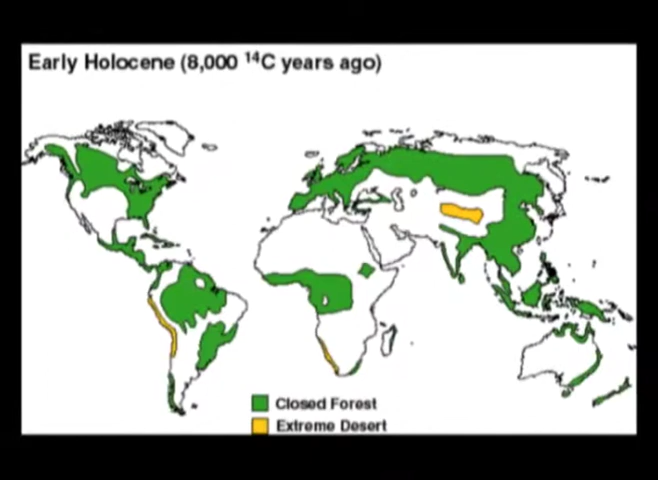 Early Holocene (8,000 ¹⁴C years ago)
Closed Forest
Extreme Desert